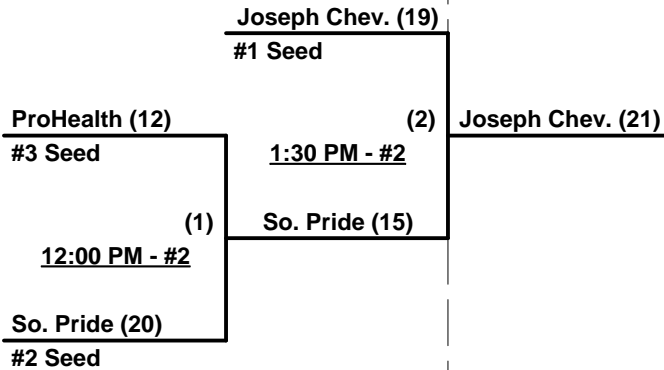 Joseph Chev. (19)
#1 Seed
ProHealth (12)
#3 Seed
(2)
1:30 PM - #2
Joseph Chev. (21)
(1)
12:00 PM - #2
So. Pride (15)
So. Pride (20)
#2 Seed